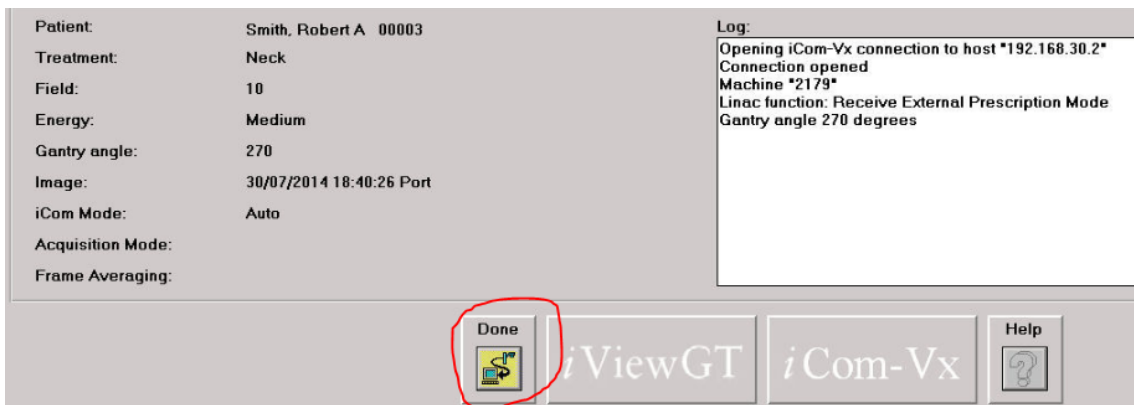 Patient: Smith, Robert A 00003
Treatment: Neck
Field: 10
Energy: Medium
Gantry angle: 270
Image: 30/07/2014 18:40:26 Port
iCom Mode: Auto
Acquisition Mode:
Frame Averaging:
Log:
Opening iCom-Vx connection to host "192.168.30.2"
Connection opened
Machine "2179"
Linac function: Receive External Prescription Mode
Gantry angle 270 degrees
Done
iViewGT
iCom-Vx
Help
?